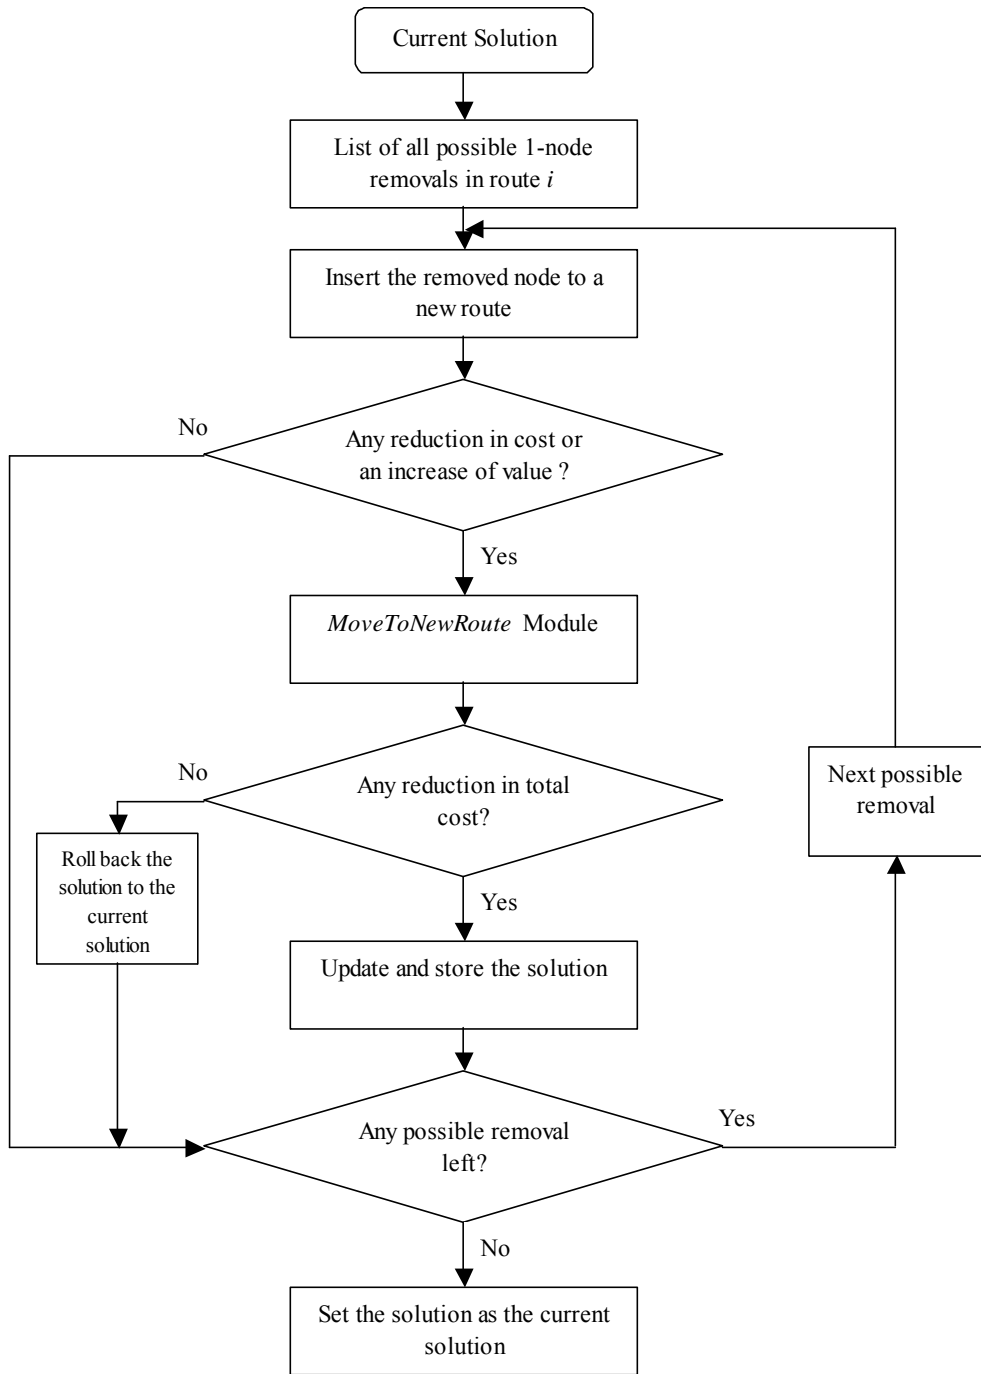 Current Solution
List of all possible 1-node
removals in route i
Insert the removed node to a
new route
No
Any reduction in cost or
an increase of value ?
Yes
MoveToNewRoute Module
No
Any reduction in total
cost?
Next possible
removal
Roll back the
solution to the
current
solution
Yes
Update and store the solution
Any possible removal
left?
Yes
No
Set the solution as the current
solution